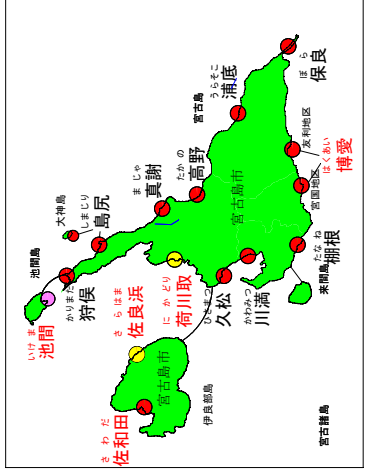 いけま
池間
池間島
大神島
かりまた
狩俣
しまじり
島尻
まじゃ
真謝
たかの
高野
宮古島
うらそこ
浦底
ぼら
保良
友利地区
はくあい
博愛
宮国地区
たなね
棚根
来間島
かわみつ
川満
ひさまつ
久松
にかどり
荷川取
宮古島市
さらはま
佐良浜
さわだ
佐和田
宮古島市
伊良部島
宮古諸島